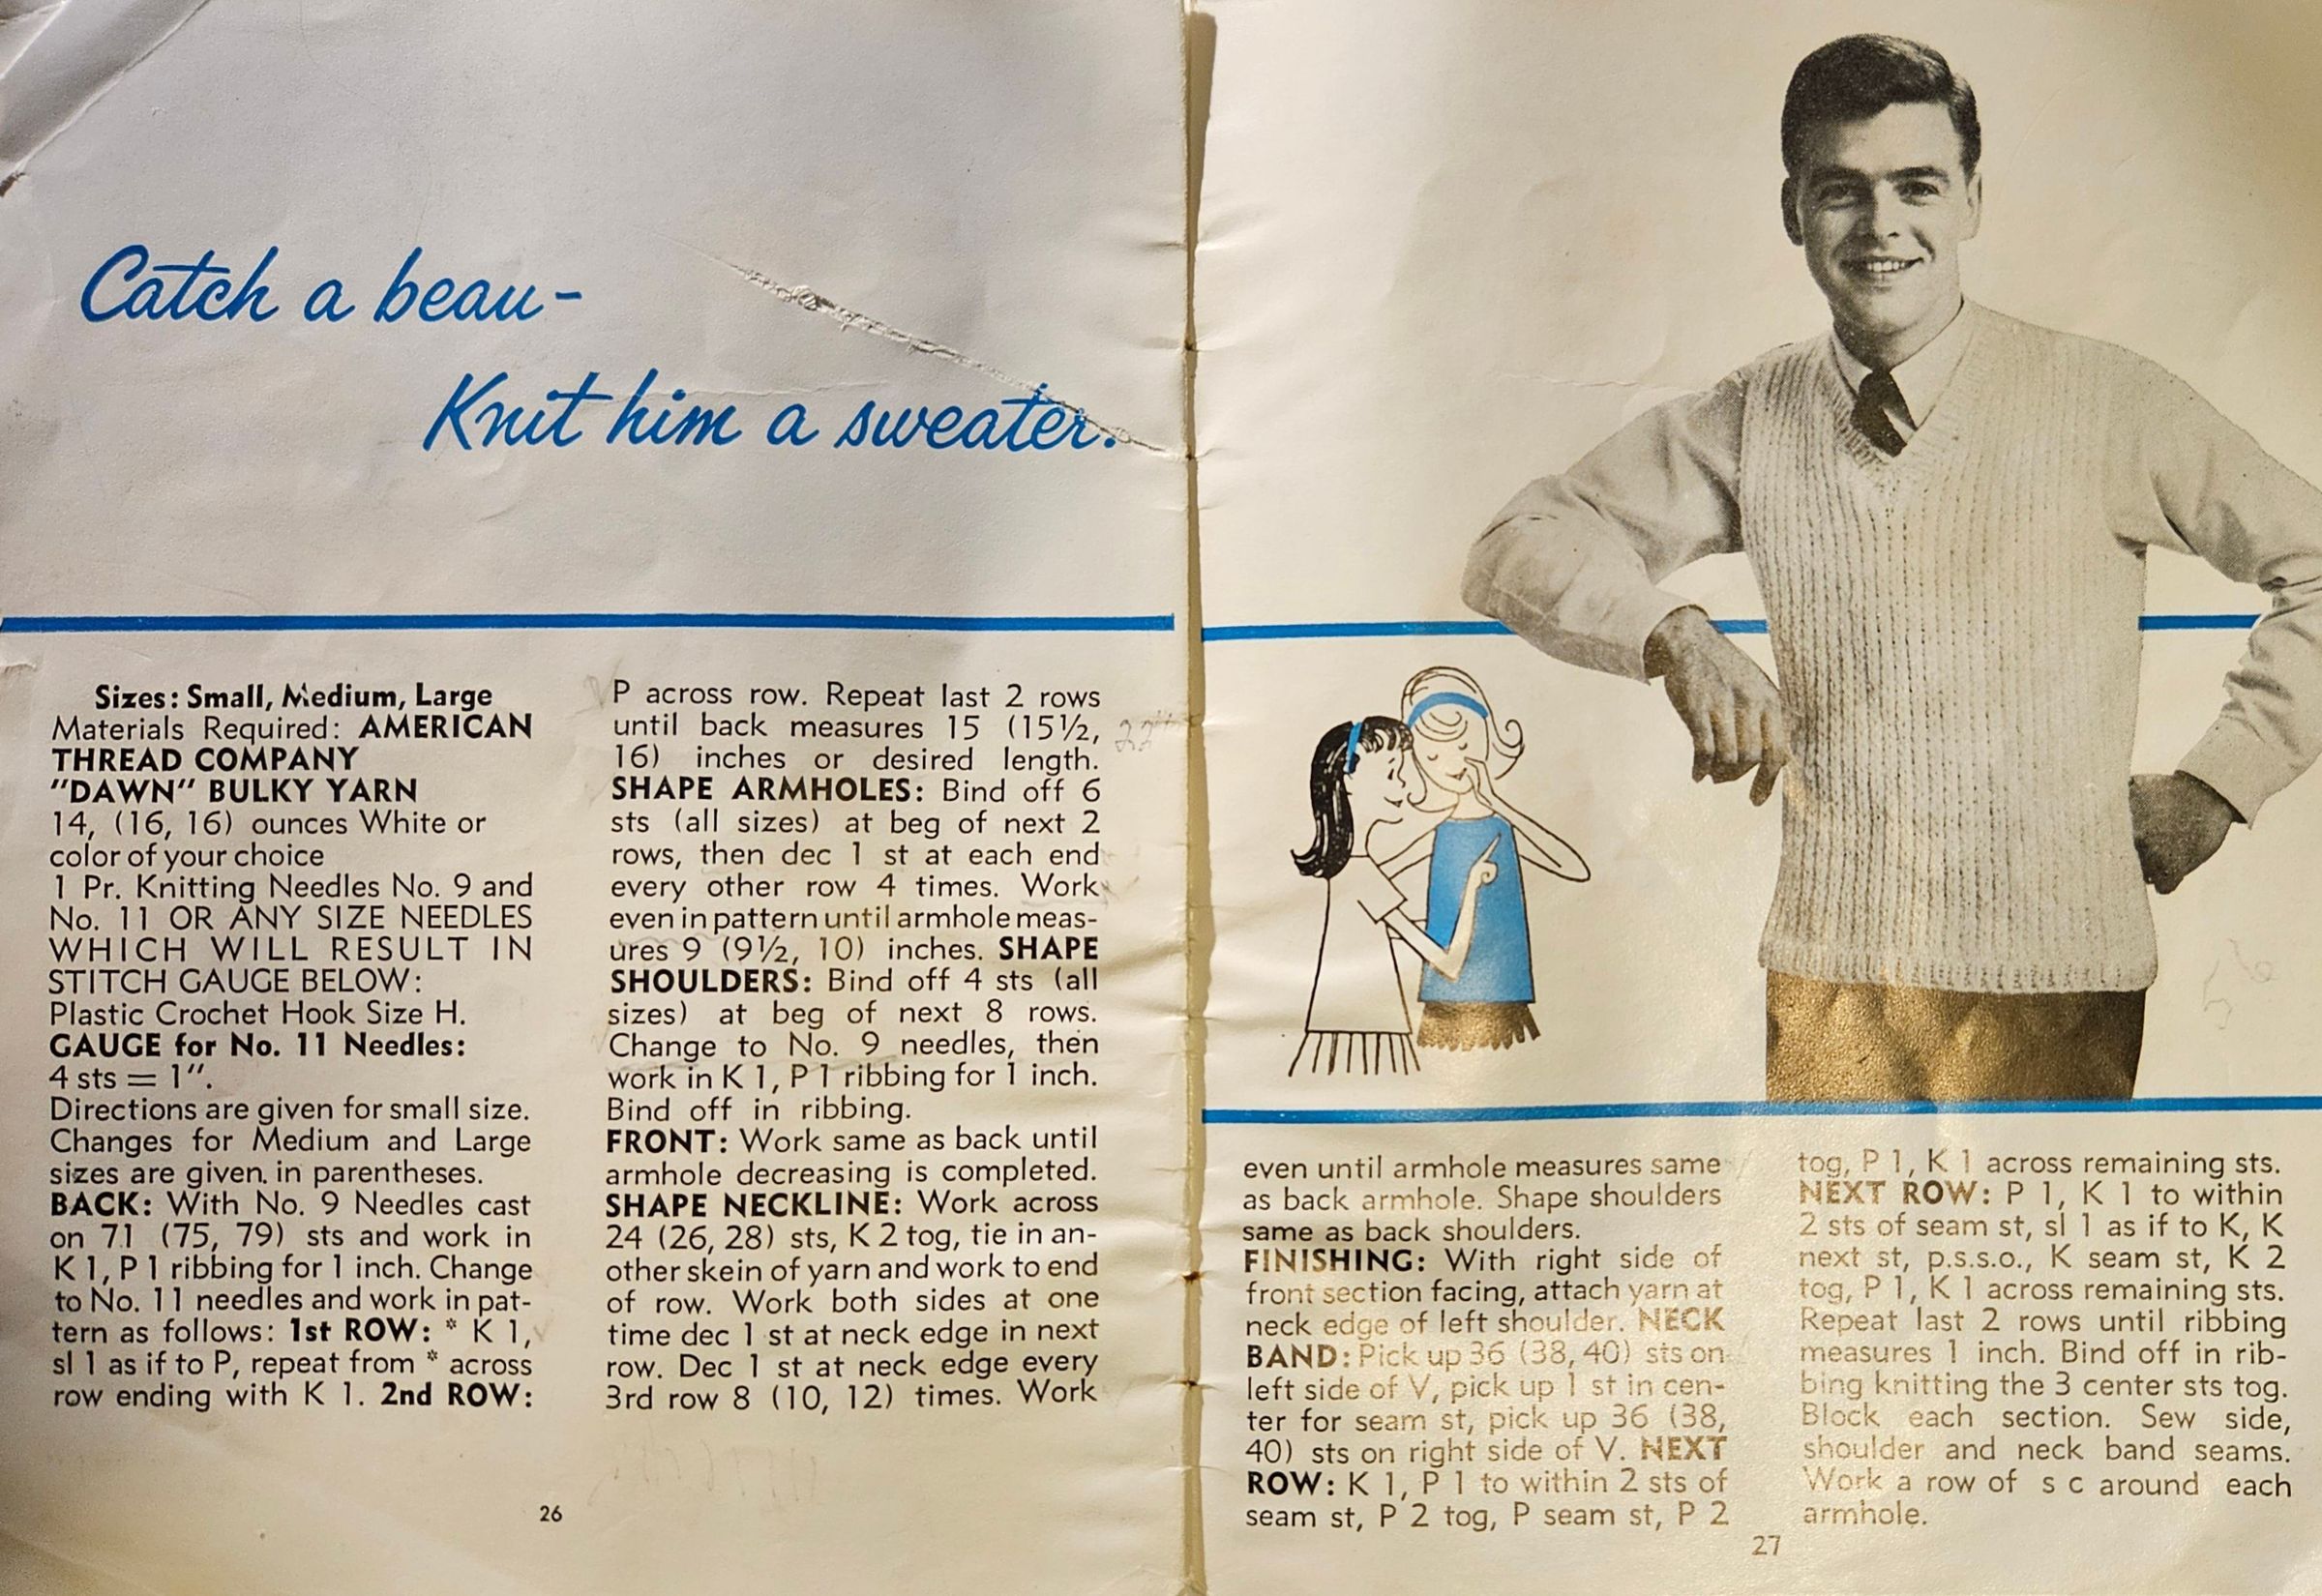 Catch a beau-
Knit him a sweater.
Sizes: Small, Medium, Large
Materials Required: AMERICAN
THREAD COMPANY
"DAWN" BULKY YARN
14, (16, 16) ounces White or
color of your choice
1 Pr. Knitting Needles No. 9 and
No. 11 OR ANY SIZE NEEDLES
WHICH WILL RESULT IN
STITCH GAUGE BELOW:
Plastic Crochet Hook Size H.
GAUGE for No. 11 Needles:
4 sts = 1".
Directions are given for small size.
Changes for Medium and Large
sizes are given in parentheses.
BACK: With No. 9 Needles cast
on 71 (75, 79) sts and work in
K 1, P 1 ribbing for 1 inch. Change
to No. 11 needles and work in pat-
tern as follows: 1st ROW: * K 1,
sl 1 as if to P, repeat from * across
row ending with K 1. 2nd ROW:
P across row. Repeat last 2 rows
until back measures 15 (15½,
16) inches or desired length.
SHAPE ARMHOLES: Bind off 6
sts (all sizes) at beg of next 2
rows, then dec 1 st at each end
every other row 4 times. Work
even in pattern until armhole meas-
ures 9 (9½, 10) inches. SHAPE
SHOULDERS: Bind off 4 sts (all
sizes) at beg of next 8 rows.
Change to No. 9 needles, then
work in K 1, P 1 ribbing for 1 inch.
Bind off in ribbing.
FRONT: Work same as back until
armhole decreasing is completed.
SHAPE NECKLINE: Work across
24 (26, 28) sts, K 2 tog, tie in an-
other skein of yarn and work to end
of row. Work both sides at one
time dec 1 st at neck edge in next
row. Dec 1 st at neck edge every
3rd row 8 (10, 12) times. Work
26
even until armhole measures same
as back armhole. Shape shoulders
same as back shoulders.
FINISHING: With right side of
front section facing, attach yarn at
neck edge of left shoulder. NECK
BAND: Pick up 36 (38, 40) sts on
left side of V, pick up 1 st in cen-
ter for seam st, pick up 36 (38,
40) sts on right side of V. NEXT
ROW: K 1, P 1 to within 2 sts of
seam st, P 2 tog, P seam st, P 2
tog, P 1, K 1 across remaining sts.
NEXT ROW: P 1, K 1 to within
2 sts of seam st, sl 1 as if to K, K
next st, p.s.s.o., K seam st, K 2
tog, P 1, K 1 across remaining sts.
Repeat last 2 rows until ribbing
measures 1 inch. Bind off in rib-
bing knitting the 3 center sts tog.
Block each section. Sew side,
shoulder and neck band seams.
Work a row of s c around each
armhole.
27